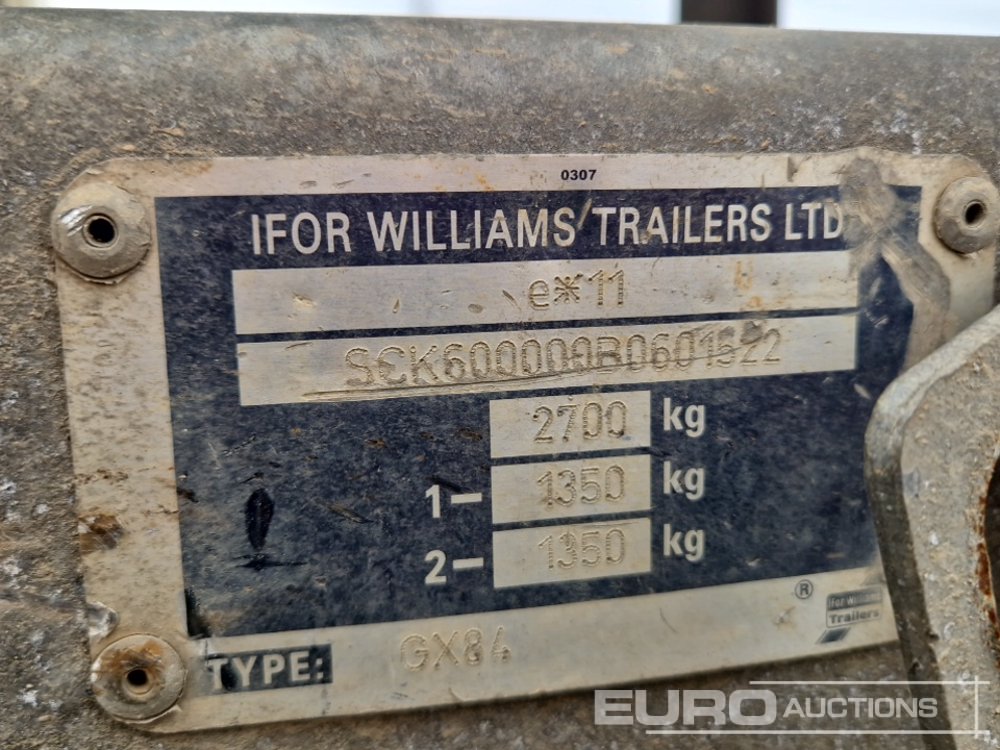 0307
IFOR WILLIAMS TRAILERS LTD
e*11
SCK600000B0601522
2700 kg
1- 1350 kg
2- 1350 kg
®
Ifor Williams
Trailers
TYPE: GX84
EURO AUCTIONS